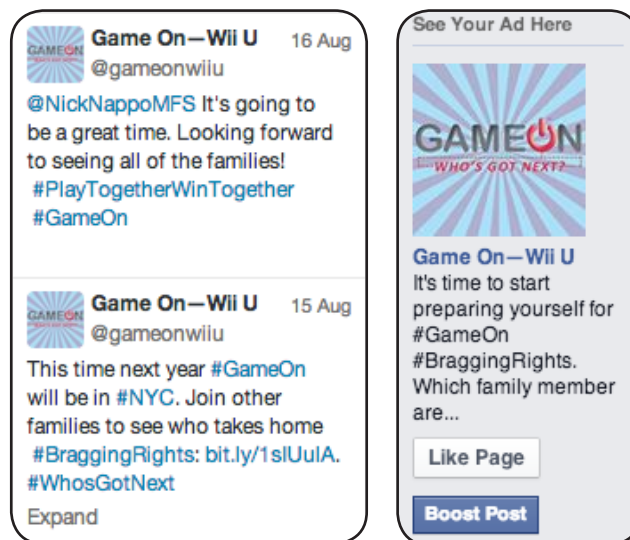 Game On—Wii U 16 Aug
@gameonwiiu
@NickNappoMFS It's going to
be a great time. Looking forward
to seeing all of the families!
#PlayTogetherWinTogether
#GameOn
GAMEON
Game On—Wii U 15 Aug
@gameonwiiu
GAMEON
This time next year #GameOn
will be in #NYC. Join other
families to see who takes home
#BraggingRights: bit.ly/1slUulA.
#WhosGotNext
Expand
See Your Ad Here
GAMEON
WHO'S GOT NEXT?
Game On—Wii U
It's time to start
preparing yourself for
#GameOn
#BraggingRights.
Which family member
are...
Like Page
Boost Post